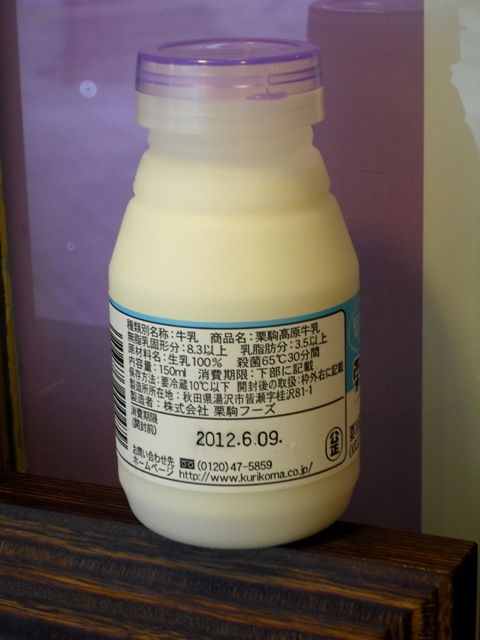 種類別名称：牛乳　商品名：栗駒高原牛乳
無脂乳固形分：8.3以上　乳脂肪分：3.5以上
原材料名：生乳100％　殺菌65℃30分間
内容量：150ml　消費期限：下部に記載
保存方法：要冷蔵10℃以下 開封後の取扱：枠外右に記載
製造所所在地：秋田県湯沢市皆瀬字桂沢81-1
製造者：株式会社 栗駒フーズ
消費期限
(開封前)
2012.6.09.
公正
お問い合わせ先 (0120)47-5859
ホームページ http://www.kurikoma.co.jp/